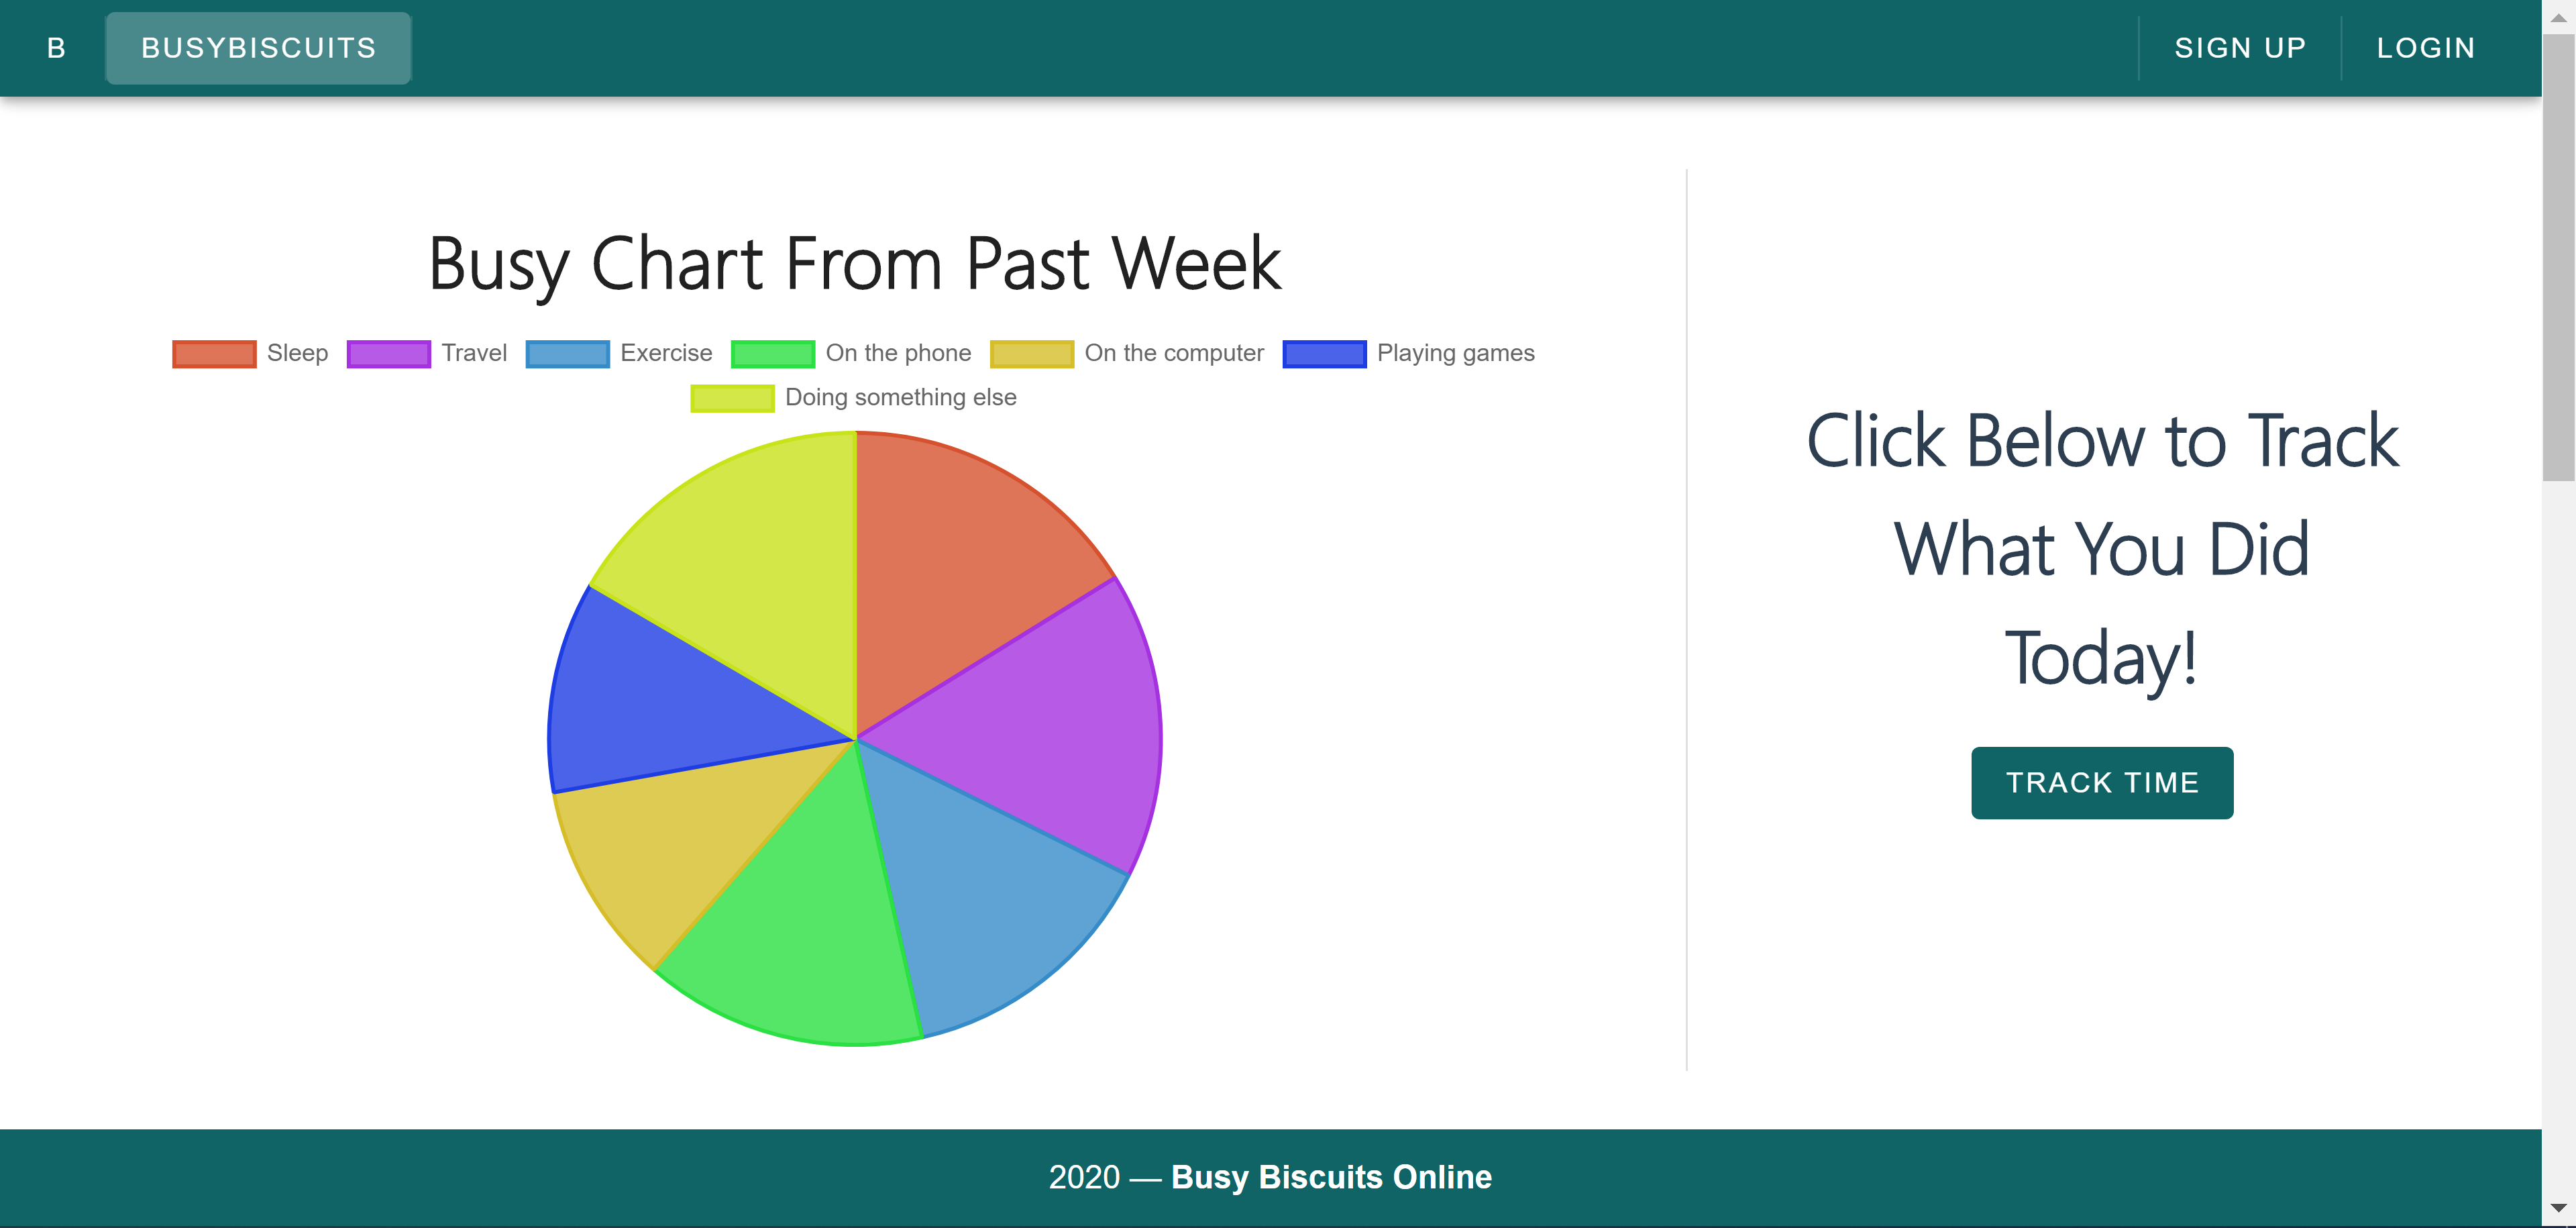 B BUSYBISCUITS SIGN UP LOGIN
Busy Chart From Past Week
Sleep Travel Exercise On the phone On the computer Playing games
Doing something else
Click Below to Track
What You Did
Today!
TRACK TIME
2020 — Busy Biscuits Online